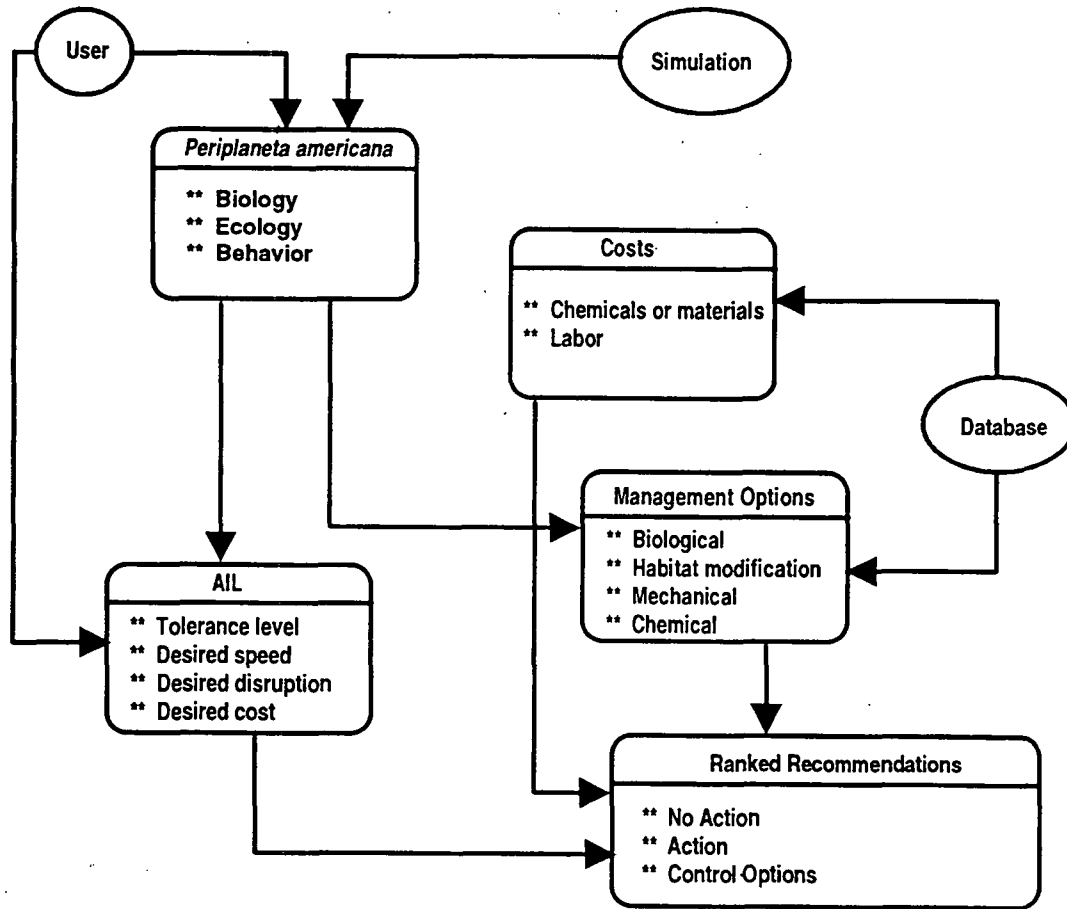 User
Simulation
Periplaneta americana
** Biology
** Ecology
** Behavior
Costs
** Chemicals or materials
** Labor
Database
Management Options
** Biological
** Habitat modification
** Mechanical
** Chemical
AIL
** Tolerance level
** Desired speed
** Desired disruption
** Desired cost
Ranked Recommendations
** No Action
** Action
** Control Options